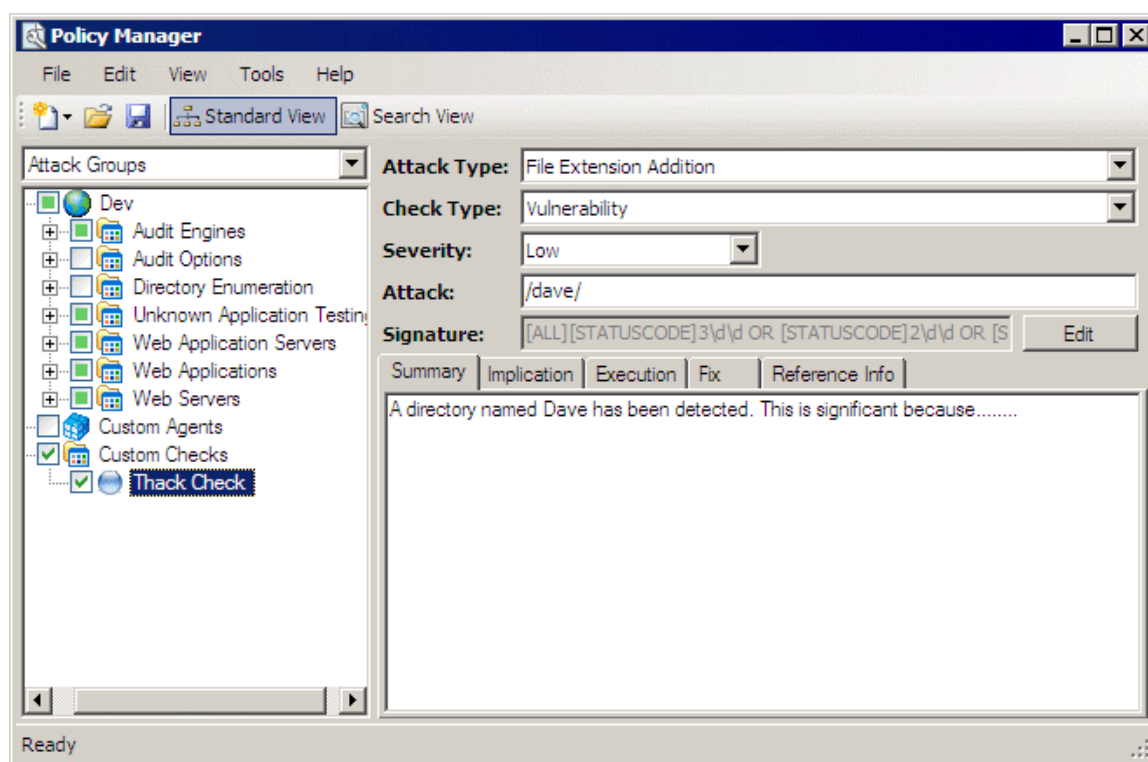 Policy Manager
File Edit View Tools Help
Standard View Search View
Attack Groups
Dev
Audit Engines
Audit Options
Directory Enumeration
Unknown Application Testin
Web Application Servers
Web Applications
Web Servers
Custom Agents
Custom Checks
Thack Check
Attack Type: File Extension Addition
Check Type: Vulnerability
Severity: Low
Attack: /dave/
Signature: [ALL][STATUSCODE]3\d\d OR [STATUSCODE]2\d\d OR [S Edit
Summary Implication Execution Fix Reference Info
A directory named Dave has been detected. This is significant because........
Ready